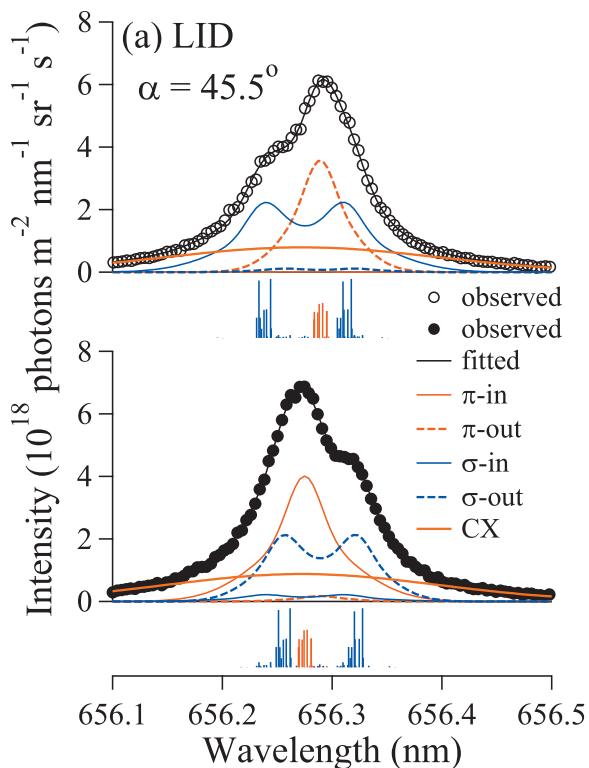 8
(a) LID
α = 45.5°
6
4
2
0
observed
observed
8
fitted
π-in
6
π-out
σ-in
4
σ-out
CX
2
0
Intensity (10^18 photons m^-2 nm^-1 sr^-1 s^-1)
656.1 656.2 656.3 656.4 656.5
Wavelength (nm)